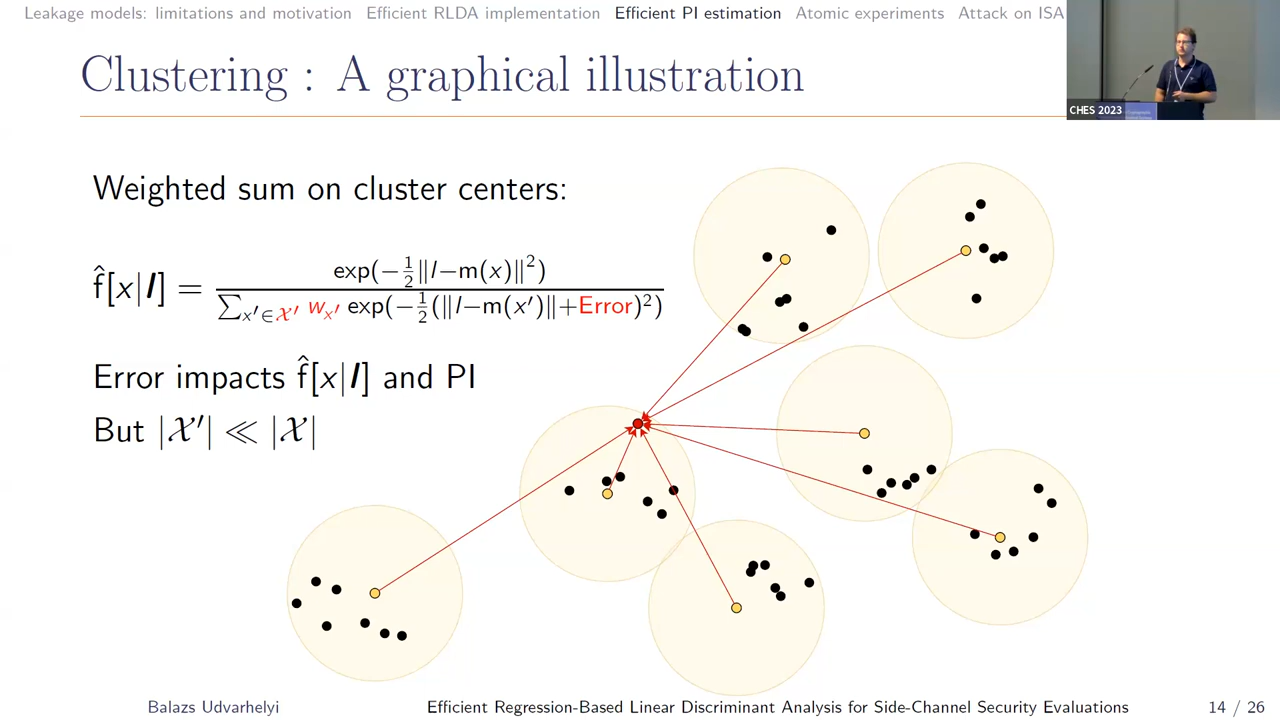 Leakage models: limitations and motivation Efficient RLDA implementation Efficient PI estimation Atomic experiments Attack on ISA
Clustering : A graphical illustration
CHES 2023
Weighted sum on cluster centers:
f̂[x|l] = exp(−½‖l−m(x)‖²) / ∑_{x′∈𝒳′} w_{x′} exp(−½(‖l−m(x′)‖+Error)²)
Error impacts f̂[x|l] and PI
But |𝒳′| ≪ |𝒳|
Balazs Udvarhelyi Efficient Regression-Based Linear Discriminant Analysis for Side-Channel Security Evaluations 14 / 26